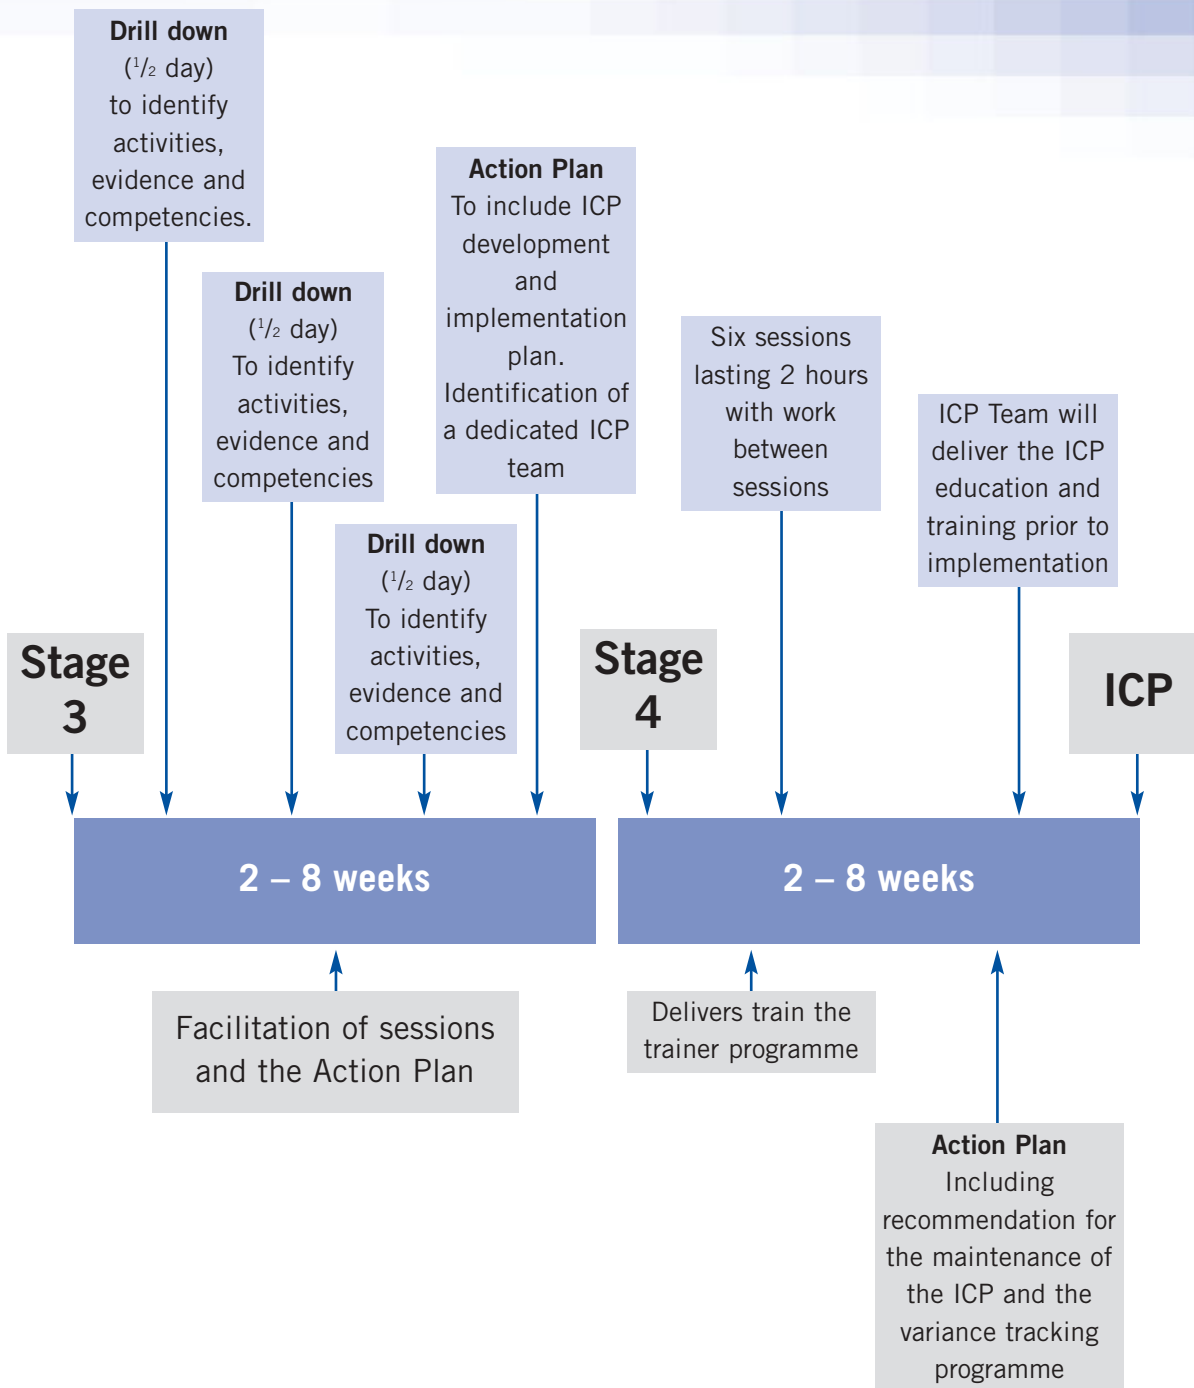 Drill down
(1/2 day)
to identify
activities,
evidence and
competencies.
Drill down
(1/2 day)
To identify
activities,
evidence and
competencies
Drill down
(1/2 day)
To identify
activities,
evidence and
competencies
Action Plan
To include ICP
development
and
implementation
plan.
Identification of
a dedicated ICP
team
Six sessions
lasting 2 hours
with work
between
sessions
ICP Team will
deliver the ICP
education and
training prior to
implementation
Stage
3
Stage
4
ICP
2 – 8 weeks
2 – 8 weeks
Facilitation of sessions
and the Action Plan
Delivers train the
trainer programme
Action Plan
Including
recommendation for
the maintenance of
the ICP and the
variance tracking
programme